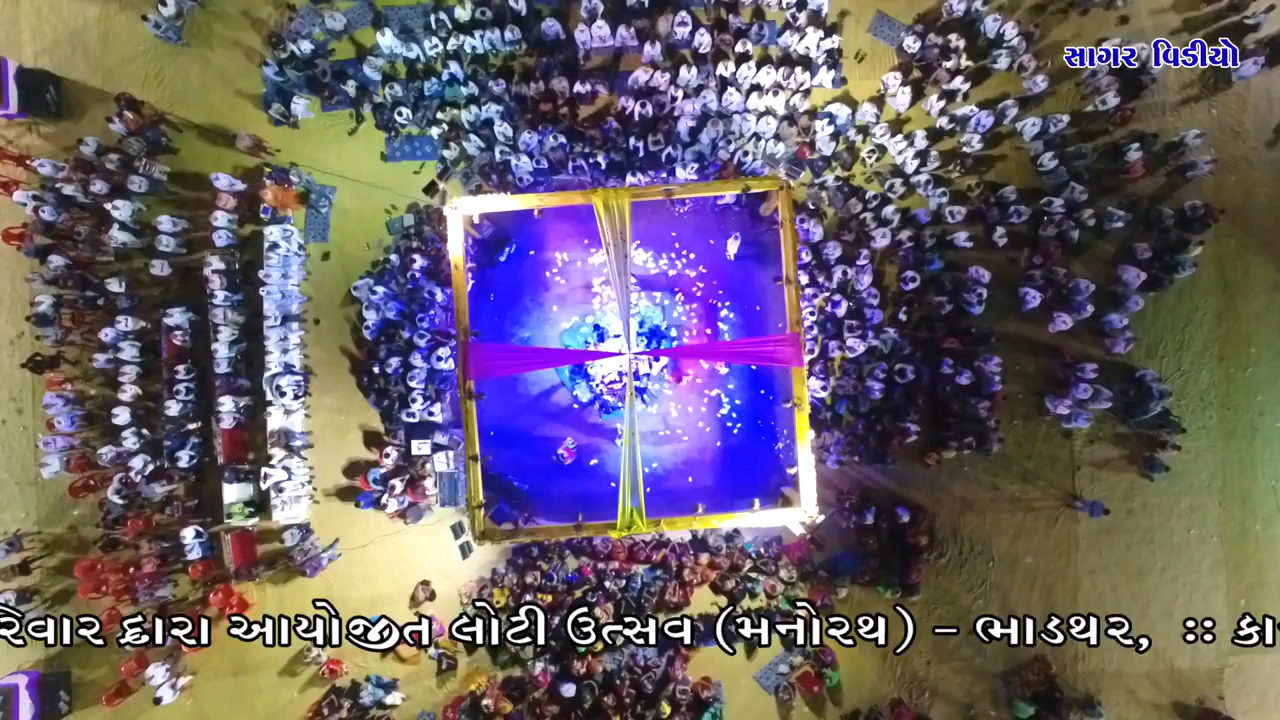 સાગર વિડીયો
રિવાર દ્વારા આયોજીત લોટી ઉત્સવ (મનોરથ) - ભાડથર, :: કા